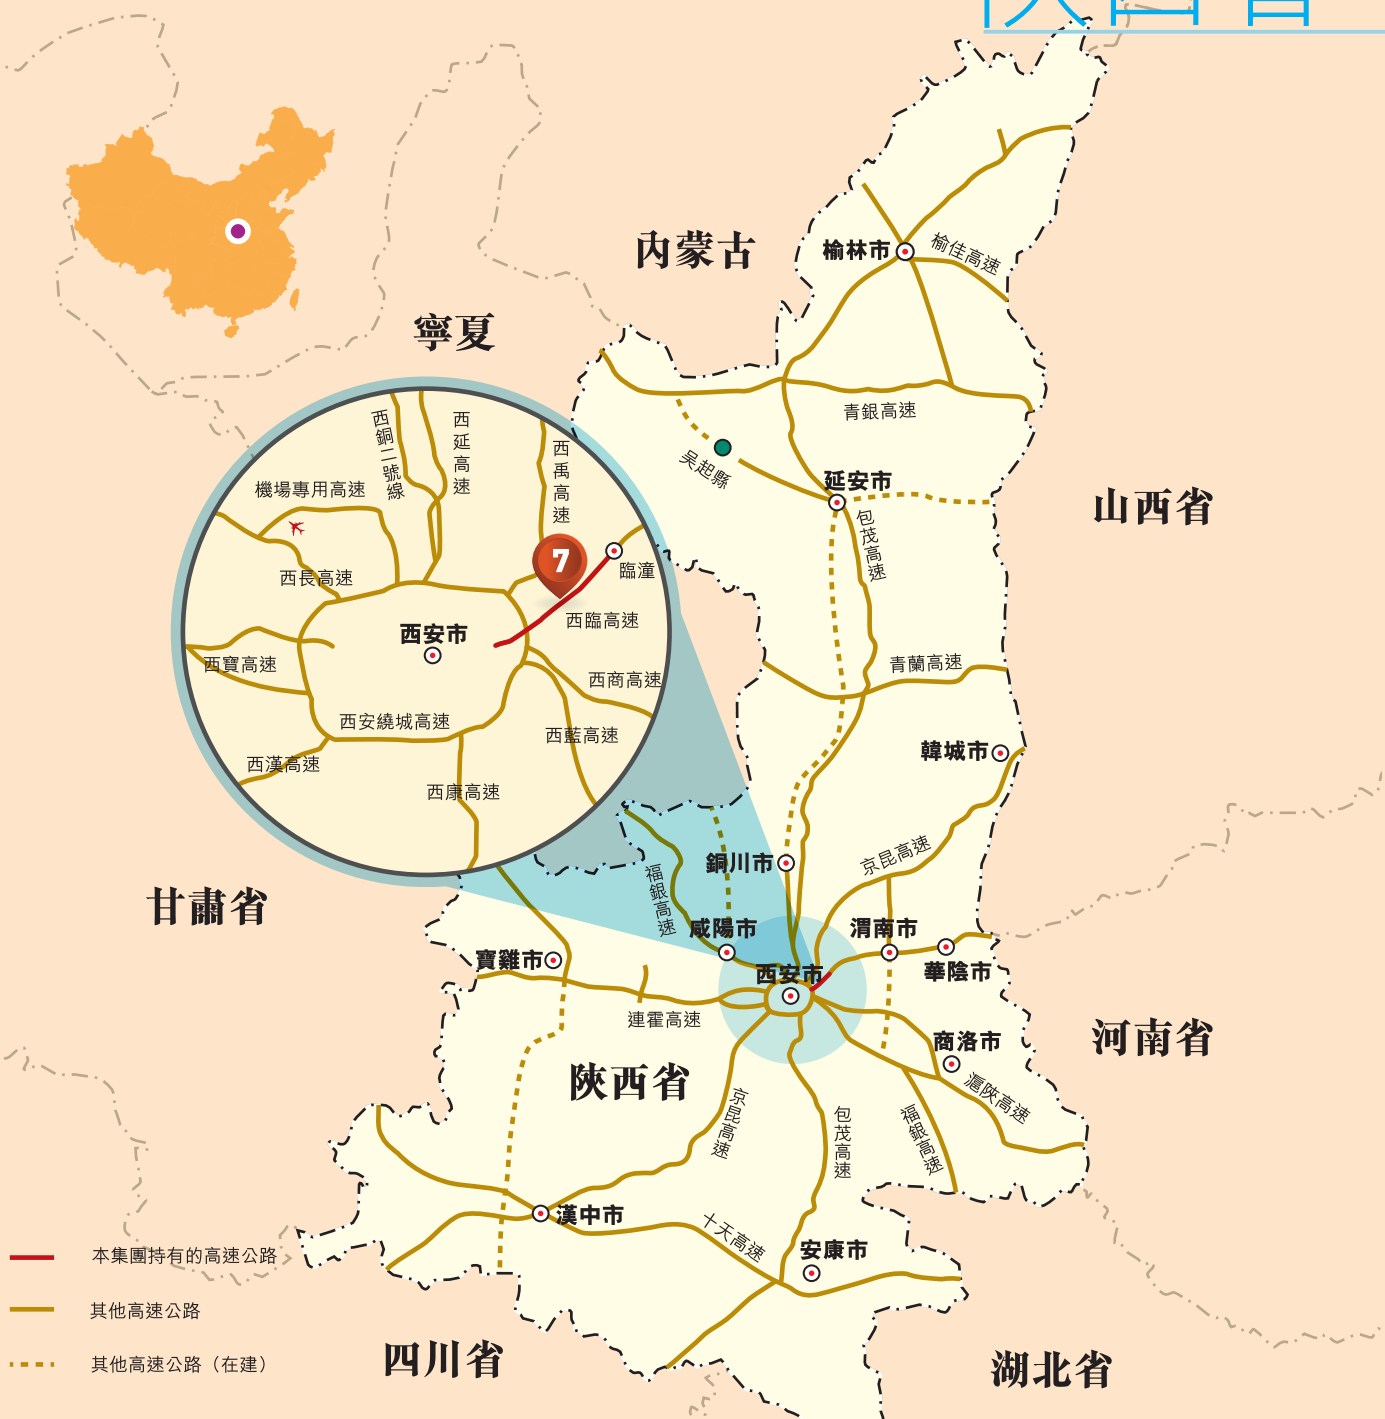 陝西省
內蒙古
榆林市
榆佳高速
寧夏
青銀高速
西銅二號線
西延高速
西禹高速
機場專用高速
吴起縣
延安市
山西省
包茂高速
7
臨潼
西長高速
西臨高速
西安市
西寶高速
青蘭高速
西商高速
西安繞城高速
西藍高速
韓城市
西漢高速
西康高速
銅川市
京昆高速
福銀高速
甘肅省
咸陽市
渭南市
寶雞市
西安市
華陰市
連霍高速
商洛市
河南省
陝西省
滬陝高速
京昆高速
包茂高速
福銀高速
漢中市
十天高速
安康市
本集團持有的高速公路
其他高速公路
其他高速公路（在建）
四川省
湖北省